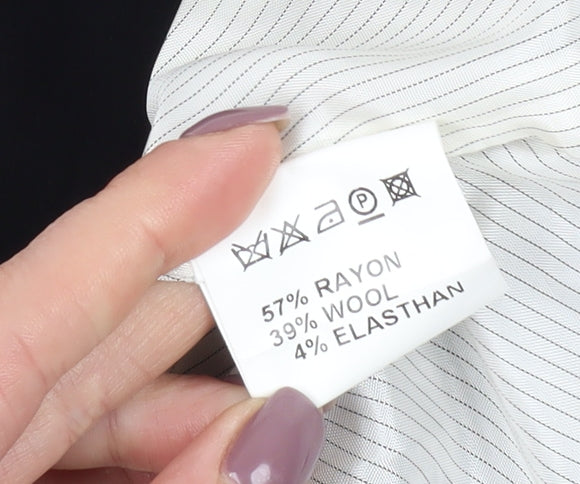 P
57% RAYON
39% WOOL
4% ELASTHAN